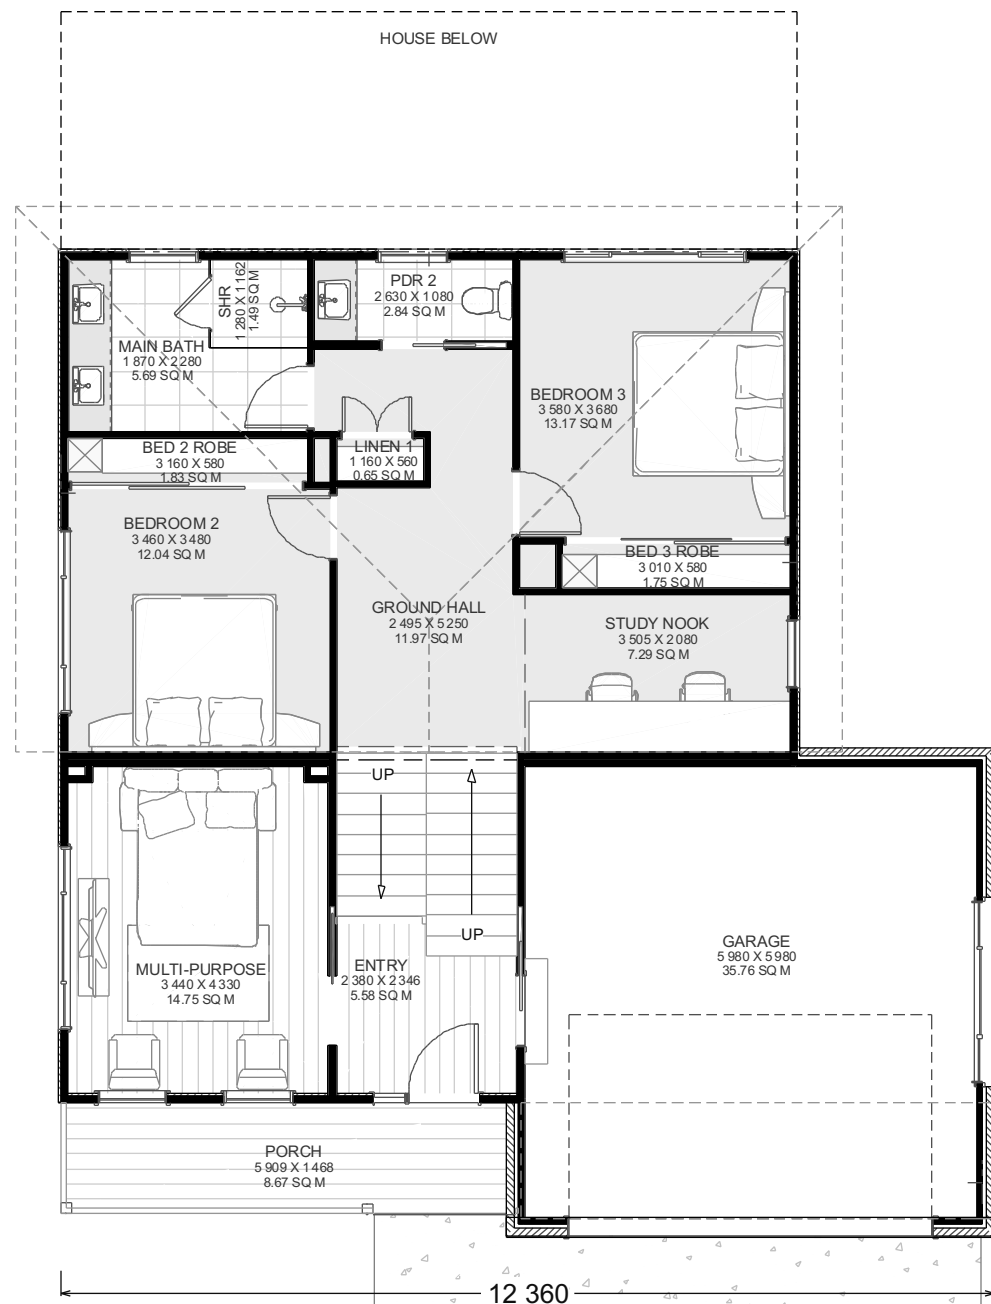 HOUSE BELOW
SHR
1 280 X 1 162
1.49 SQ M
PDR 2
2 630 X 1 080
2.84 SQ M
MAIN BATH
1 870 X 2 280
5.69 SQ M
BEDROOM 3
3 580 X 3 680
13.17 SQ M
BED 2 ROBE
3 160 X 580
1.83 SQ M
LINEN 1
1 160 X 560
0.65 SQ M
BEDROOM 2
3 460 X 3 480
12.04 SQ M
BED 3 ROBE
3 010 X 580
1.75 SQ M
GROUND HALL
2 495 X 5 250
11.97 SQ M
STUDY NOOK
3 505 X 2 080
7.29 SQ M
UP
UP
GARAGE
5 980 X 5 980
35.76 SQ M
MULTI-PURPOSE
3 440 X 4 330
14.75 SQ M
ENTRY
2 380 X 2 346
5.58 SQ M
PORCH
5 909 X 1 468
8.67 SQ M
12 360